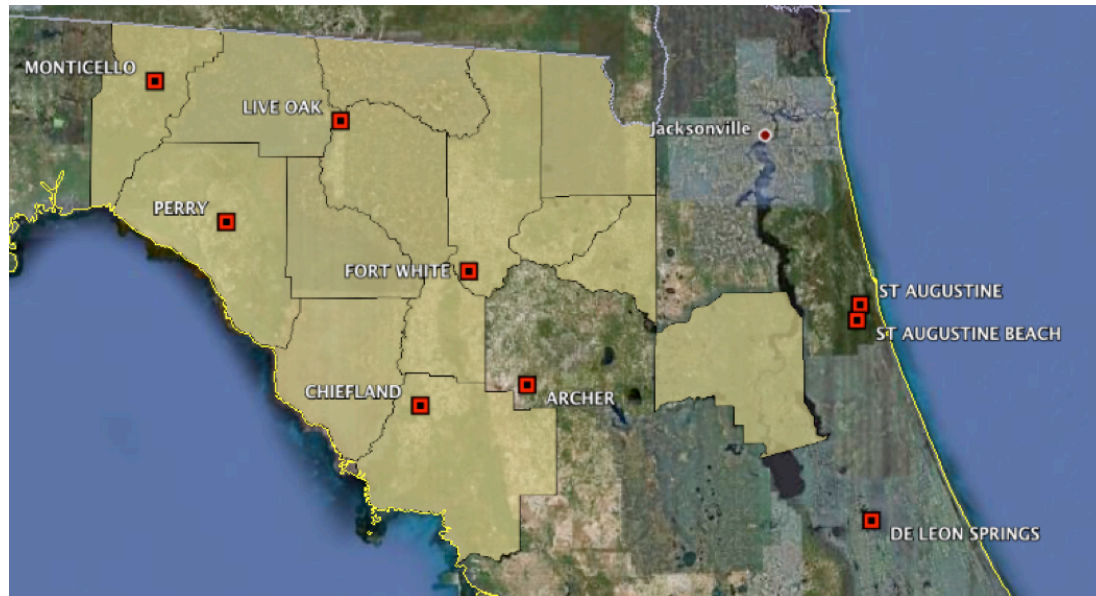 MONTICELLO
LIVE OAK
Jacksonville
PERRY
FORT WHITE
ST AUGUSTINE
ST AUGUSTINE BEACH
CHIEFLAND
ARCHER
DE LEON SPRINGS